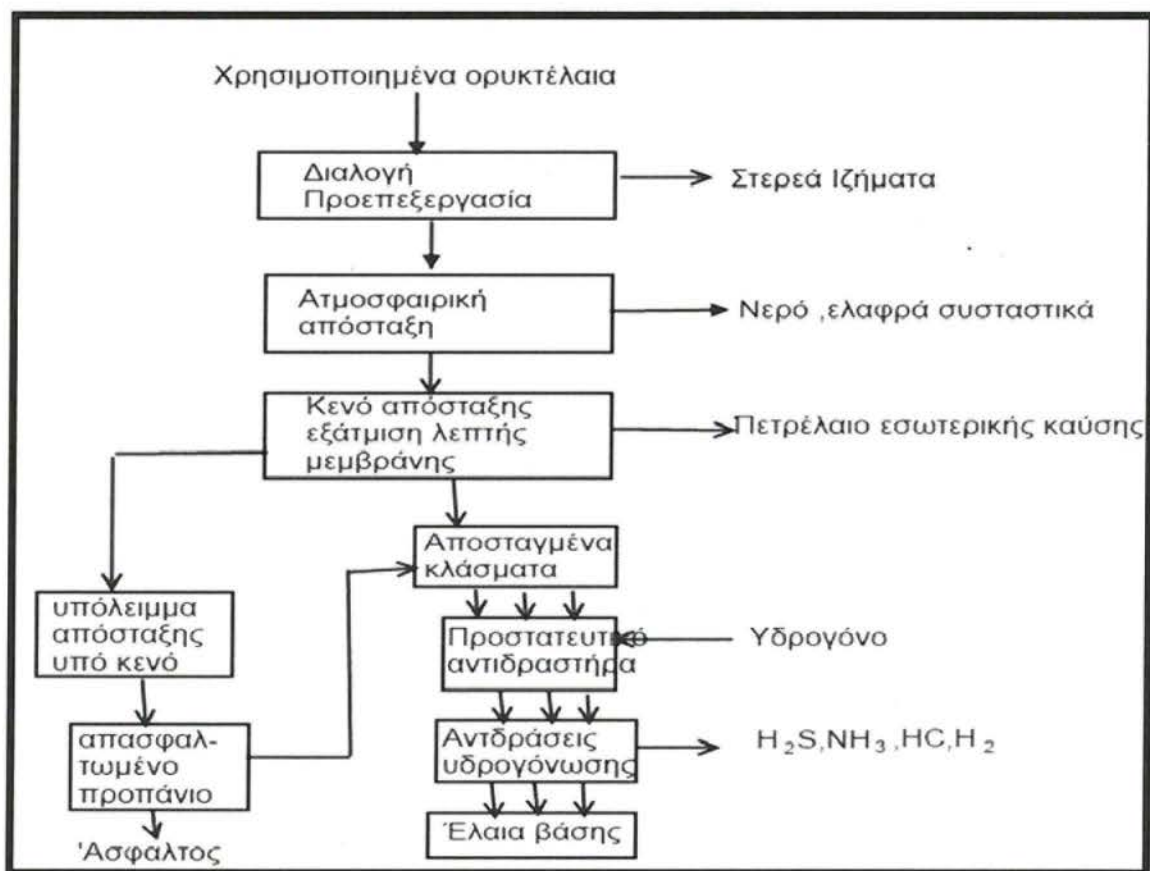 Χρησιμοποιημένα ορυκτέλαια
Διαλογή
Προεπεξεργασία
Στερεά Ιζήματα
Ατμοσφαιρική
απόσταξη
Νερό ,ελαφρά συστατικά
Κενό απόσταξης
εξάτμιση λεπτής
μεμβράνης
Πετρέλαιο εσωτερικής καύσης
Αποσταγμένα
κλάσματα
υπόλειμμα
απόσταξης
υπό κενό
Προστατευτικό
αντιδραστήρα
Υδρογόνο
απασφαλ-
τωμένο
προπάνιο
Αντδράσεις
υδρογόνωσης
H₂S,NH₃,HC,H₂
Έλαια βάσης
'Ασφαλτος